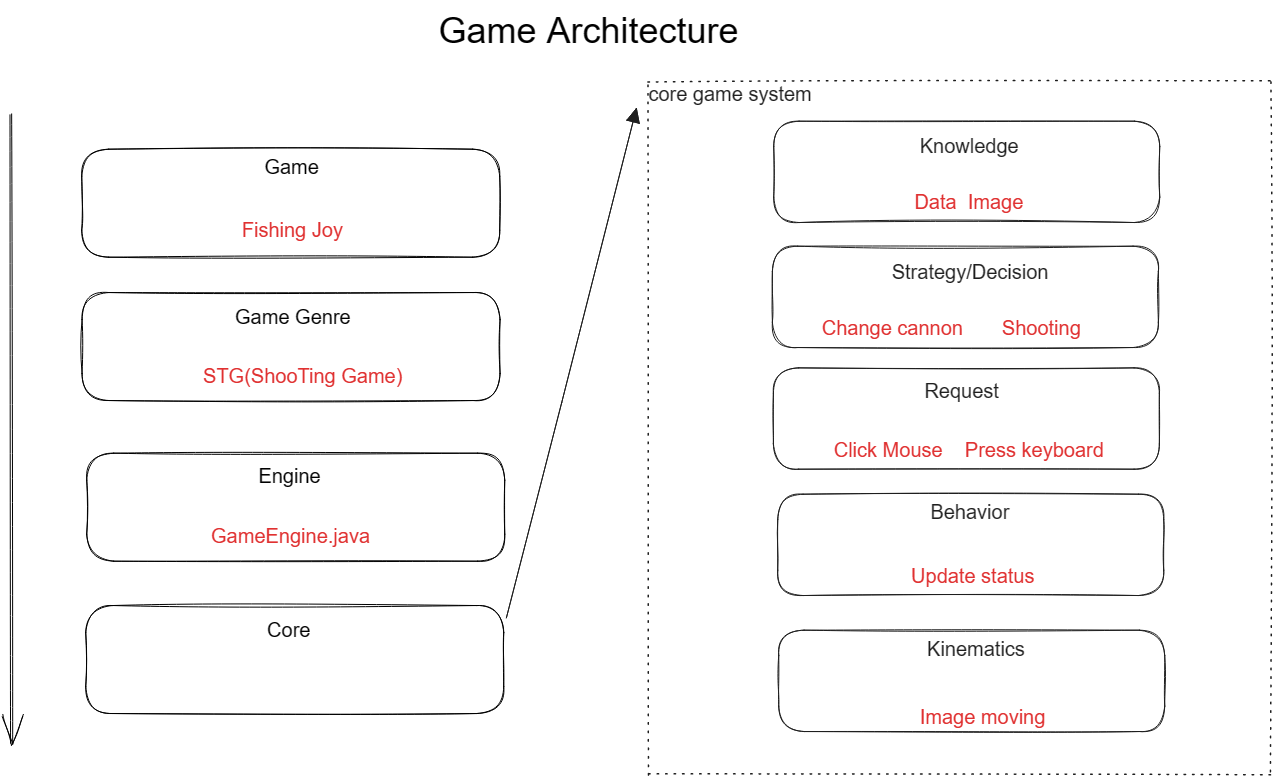 Game Architecture
Game
Fishing Joy
Game Genre
STG(ShooTing Game)
Engine
GameEngine.java
Core
core game system
Knowledge
Data  Image
Strategy/Decision
Change cannon  Shooting
Request
Click Mouse  Press keyboard
Behavior
Update status
Kinematics
Image moving